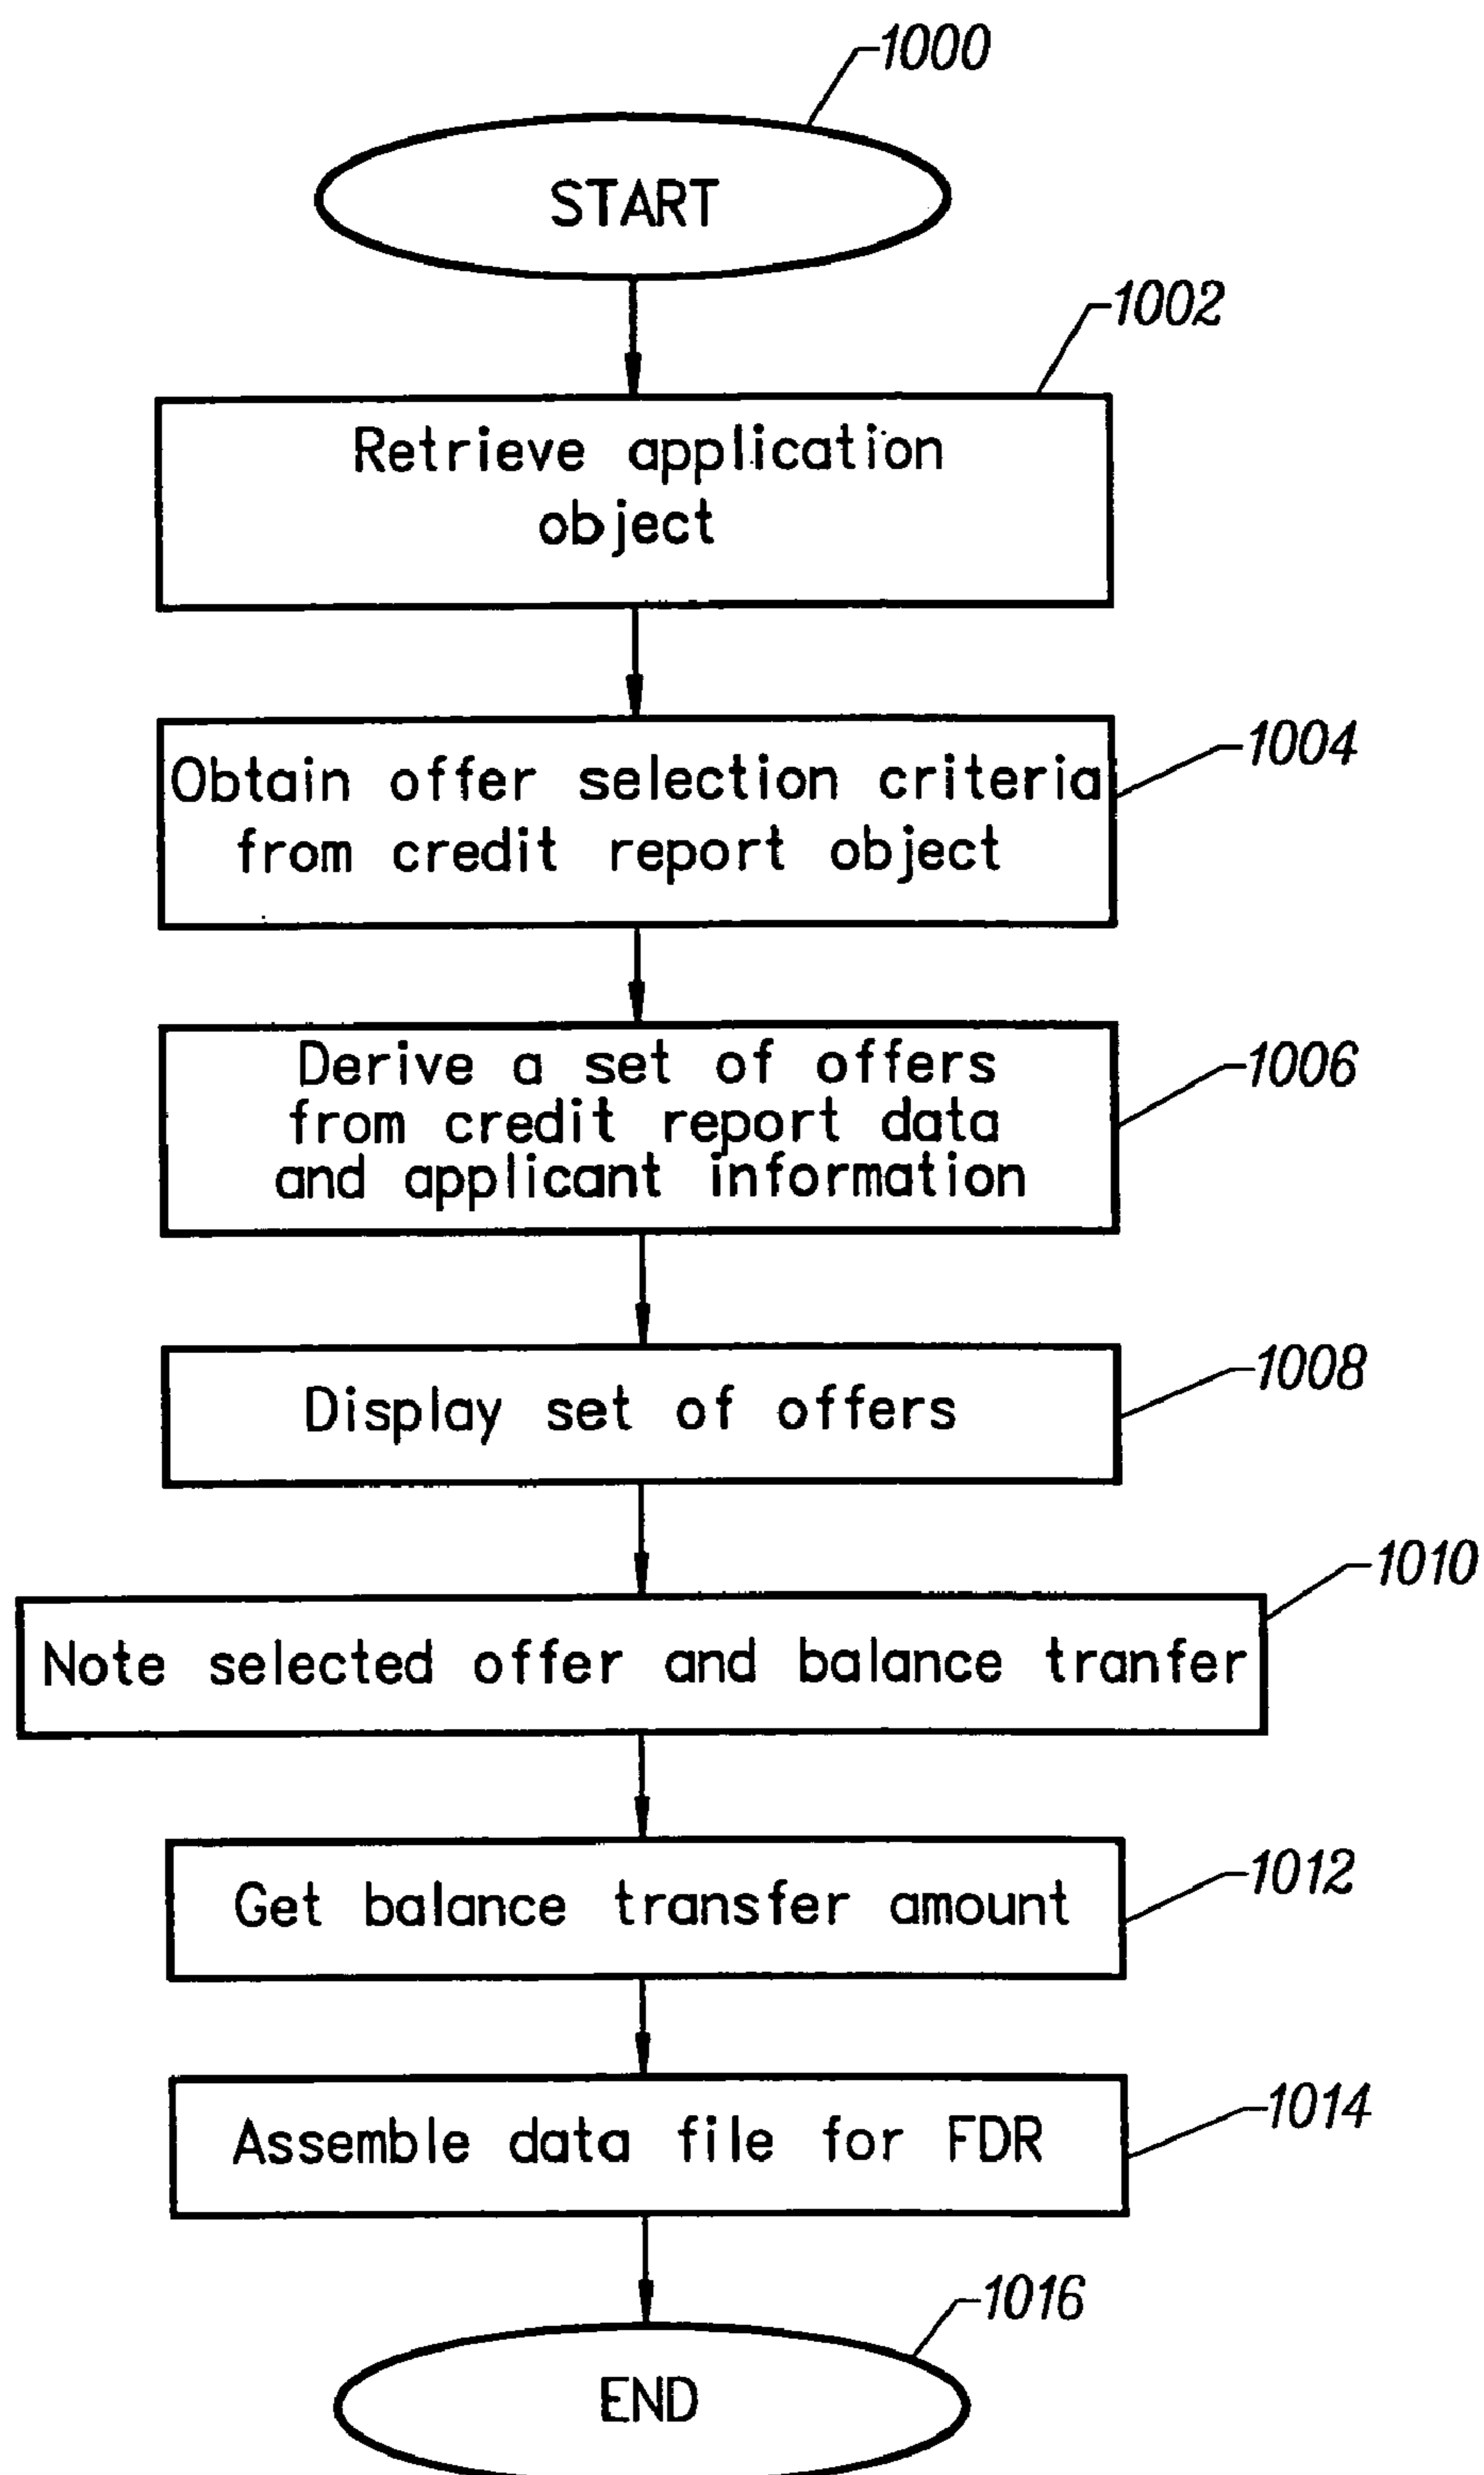 1000
START
1002
Retrieve application
object
1004
Obtain offer selection criteria
from credit report object
1006
Derive a set of offers
from credit report data
and applicant information
1008
Display set of offers
1010
Note selected offer and balance tranfer
1012
Get balance transfer amount
1014
Assemble data file for FDR
1016
END